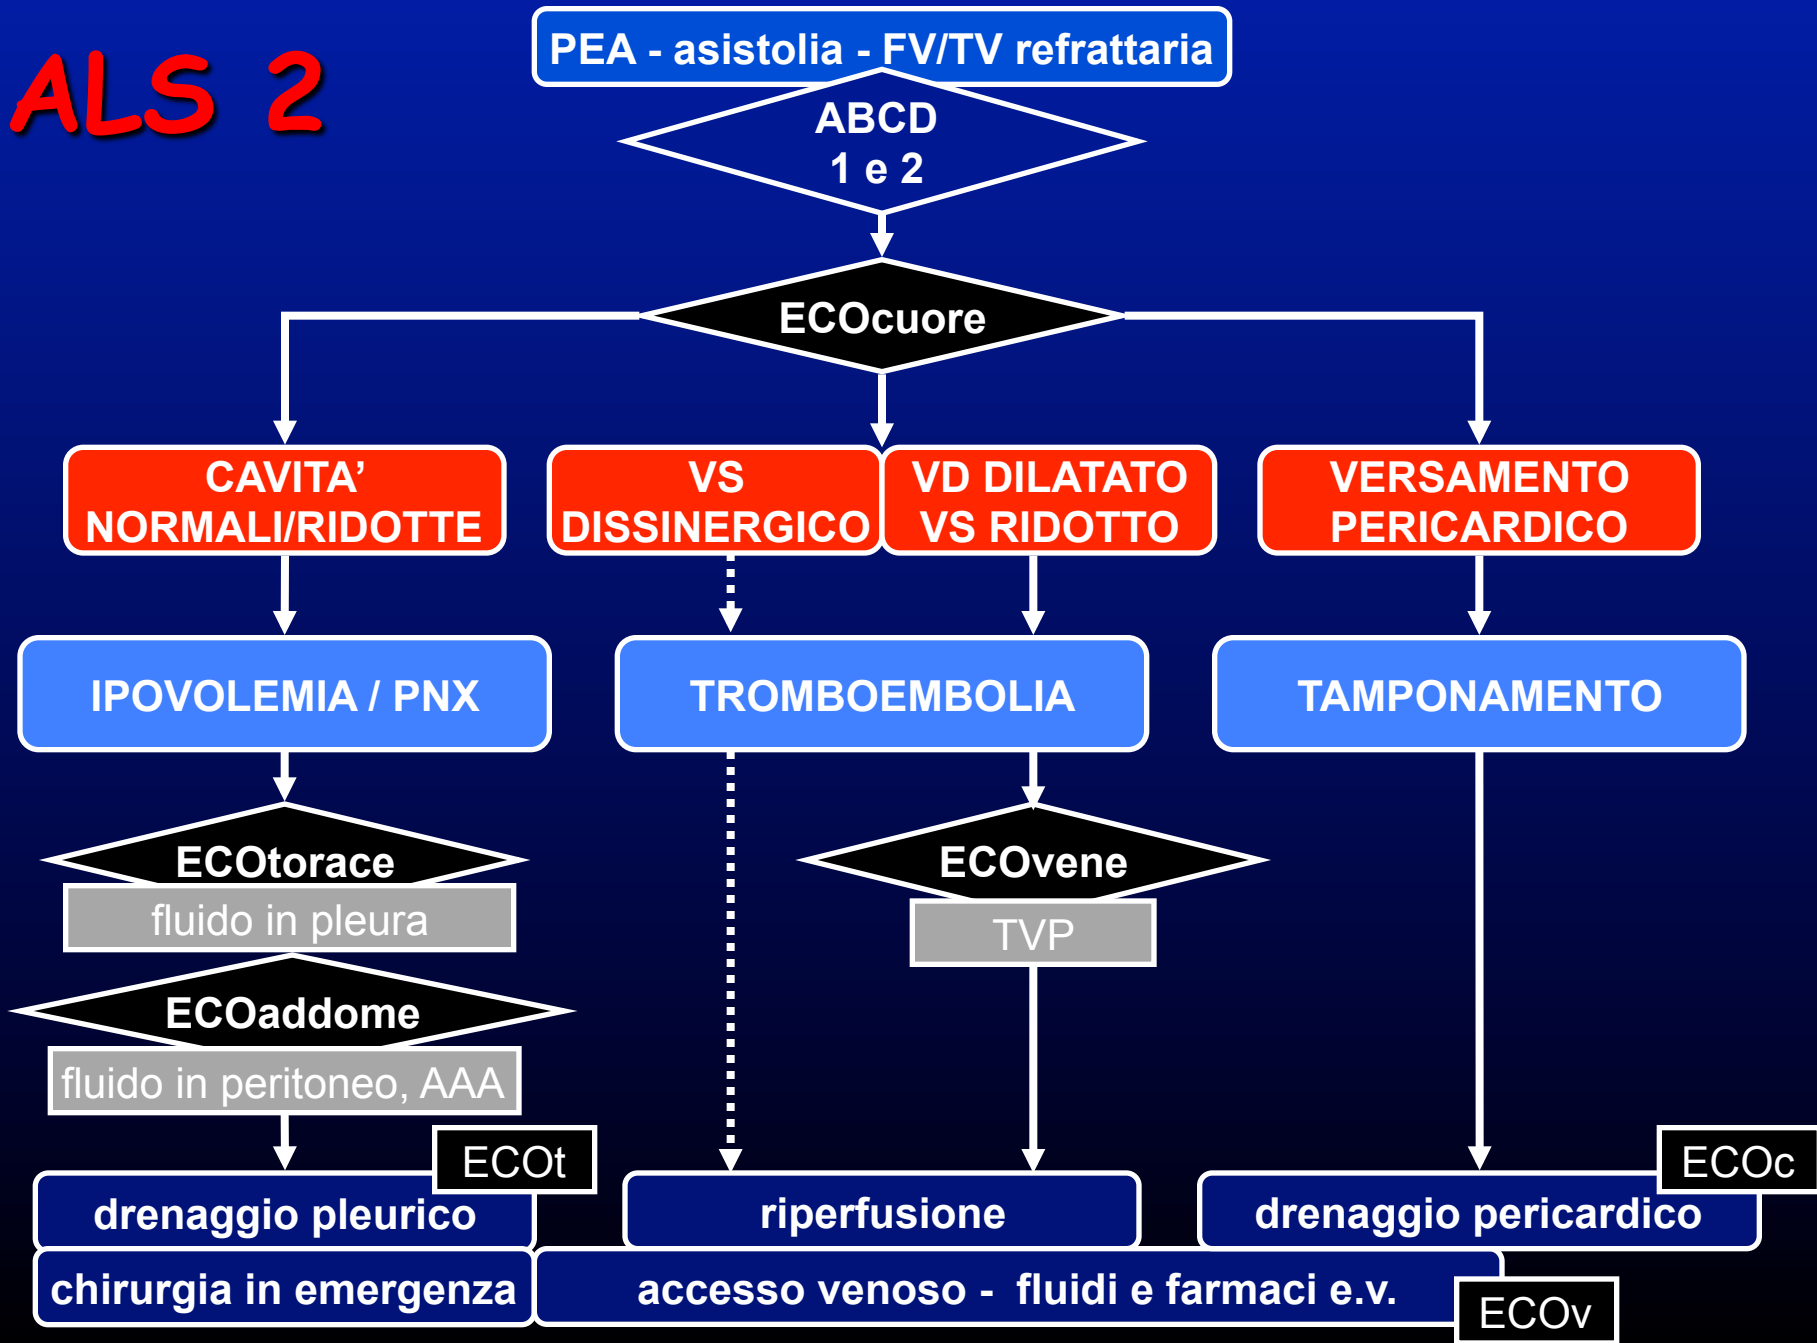 ALS 2
PEA - asistolia - FV/TV refrattaria
ABCD
1 e 2
ECOcuore
CAVITA’
NORMALI/RIDOTTE
VS
DISSINERGICO
VD DILATATO
VS RIDOTTO
VERSAMENTO
PERICARDICO
IPOVOLEMIA / PNX
TROMBOEMBOLIA
TAMPONAMENTO
ECOtorace
fluido in pleura
ECOvene
TVP
ECOaddome
fluido in peritoneo, AAA
ECOt
ECOc
drenaggio pleurico
riperfusione
drenaggio pericardico
chirurgia in emergenza
accesso venoso - fluidi e farmaci e.v.
ECOv